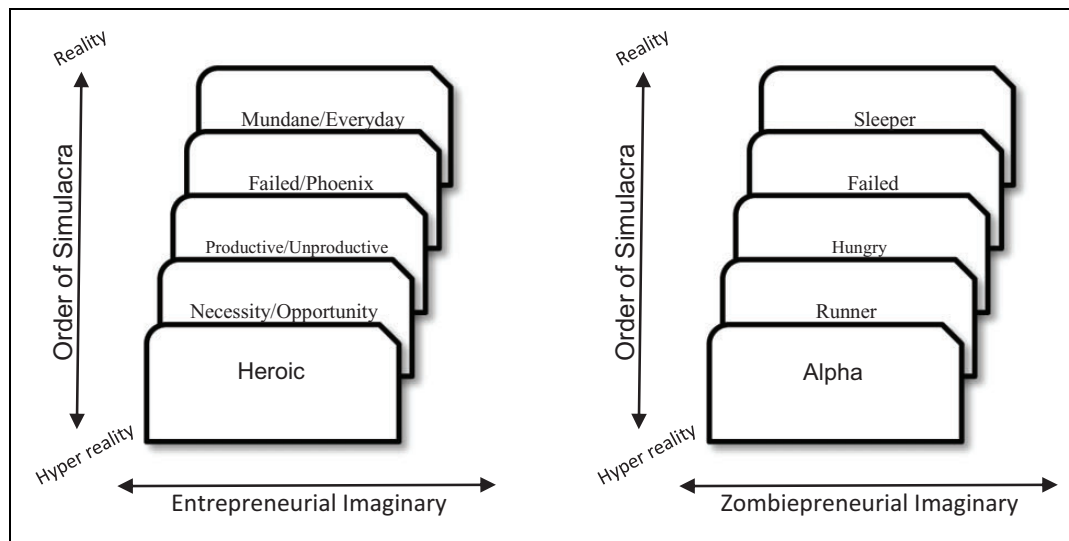 Reality
Order of Simulacra
Hyper reality
Mundane/Everyday
Failed/Phoenix
Productive/Unproductive
Necessity/Opportunity
Heroic
Entrepreneurial Imaginary
Reality
Order of Simulacra
Hyper reality
Sleeper
Failed
Hungry
Runner
Alpha
Zombiepreneurial Imaginary